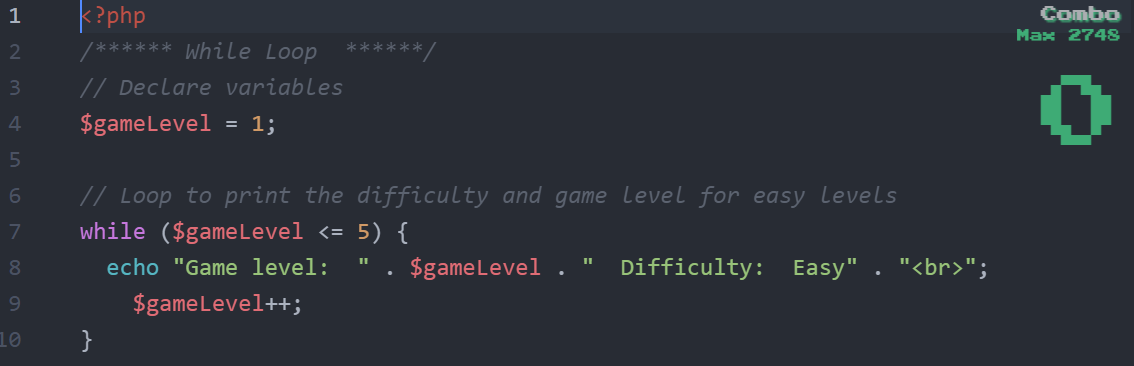 1 <?php
Combo
Max 2748
0
2 /****** While Loop  ******/
3 // Declare variables
4 $gameLevel = 1;
5
6 // Loop to print the difficulty and game level for easy levels
7 while ($gameLevel <= 5) {
8   echo "Game level:  " . $gameLevel . "  Difficulty:  Easy" . "<br>";
9     $gameLevel++;
10 }